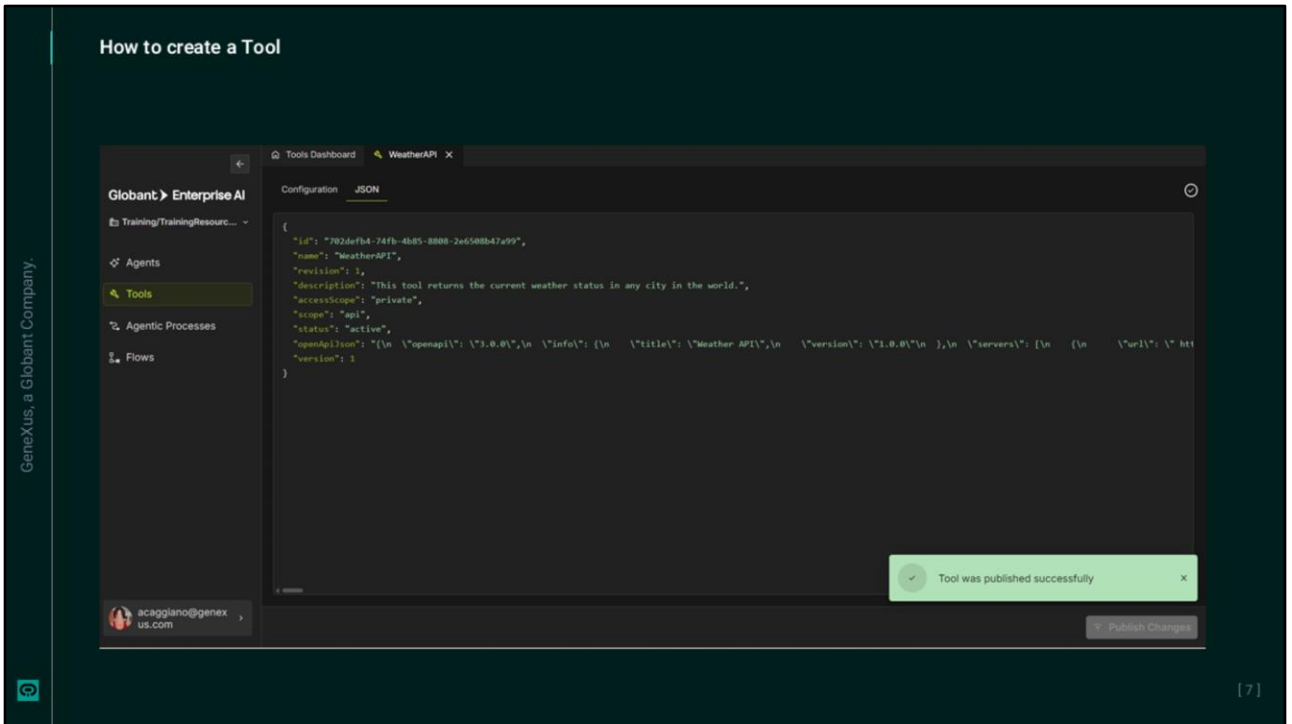 How to create a Tool
Tools Dashboard
WeatherAPI
Globant Enterprise AI
Training/TrainingResourc...
Agents
Tools
Agentic Processes
Flows
acaggiano@genex
us.com
Configuration
JSON
{
"id": "702defb4-74fb-4b85-8808-2e6508b47a99",
"name": "WeatherAPI",
"revision": 1,
"description": "This tool returns the current weather status in any city in the world.",
"accessScope": "private",
"scope": "api",
"status": "active",
"openApiJson": "{\n \"openapi\": \"3.0.0\",\n \"info\": {\n \"title\": \"Weather API\",\n \"version\": \"1.0.0\"\n },\n \"servers\": [\n {\n \"url\": \" htt
"version": 1
}
Tool was published successfully
Publish Changes
GeneXus, a Globant Company.
[ 7 ]